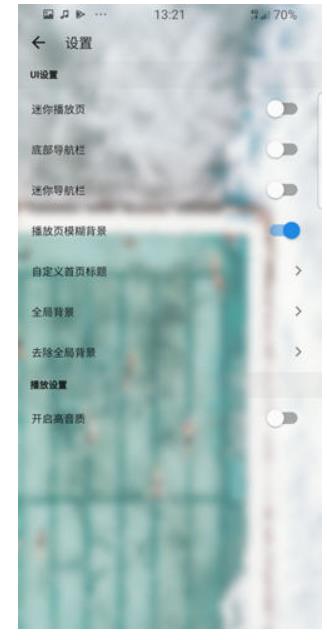 13:21
70%
设置
UI设置
迷你播放页
底部导航栏
迷你导航栏
播放页模糊背景
自定义首页标题
全局背景
去除全局背景
播放设置
开启高音质